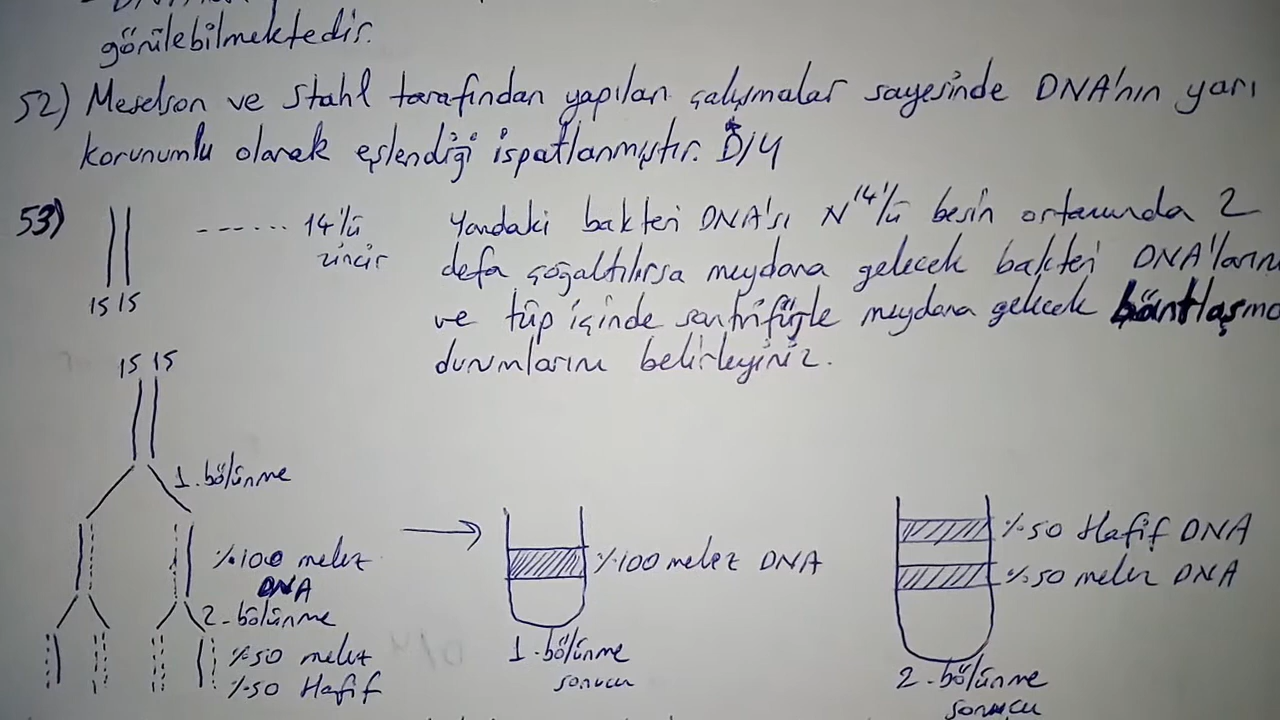 görülebilmektedir.
52) Meselson ve Stahl tarafından yapılan çalışmalar sayesinde DNA'nın yarı
korunumlu olarak eşlendiği ispatlanmıştır. D/Y
53)
15 15
------ 14'lü
zincir
Yandaki bakteri DNA'sı N¹⁴'lü besin ortamında 2
defa çoğaltılırsa meydana gelecek bakteri DNA'larını
ve tüp içinde santrifüjle meydana gelecek bantlaşma
durumlarını belirleyiniz.
15 15
1. bölünme
%100 melez
DNA
2. bölünme
%50 melez
%50 Hafif
%100 melez DNA
1. bölünme
sonucu
%50 Hafif DNA
%50 melez DNA
2. bölünme
sonucu